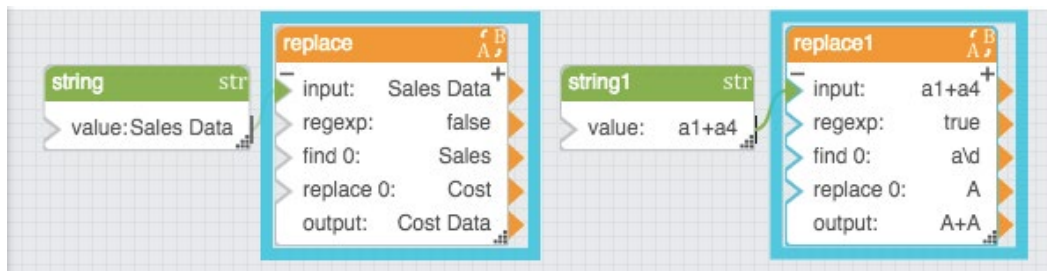 string str
value: Sales Data
replace A B
input: Sales Data
regexp: false
find 0: Sales
replace 0: Cost
output: Cost Data
string1 str
value: a1+a4
replace1 A B
input: a1+a4
regexp: true
find 0: a\d
replace 0: A
output: A+A